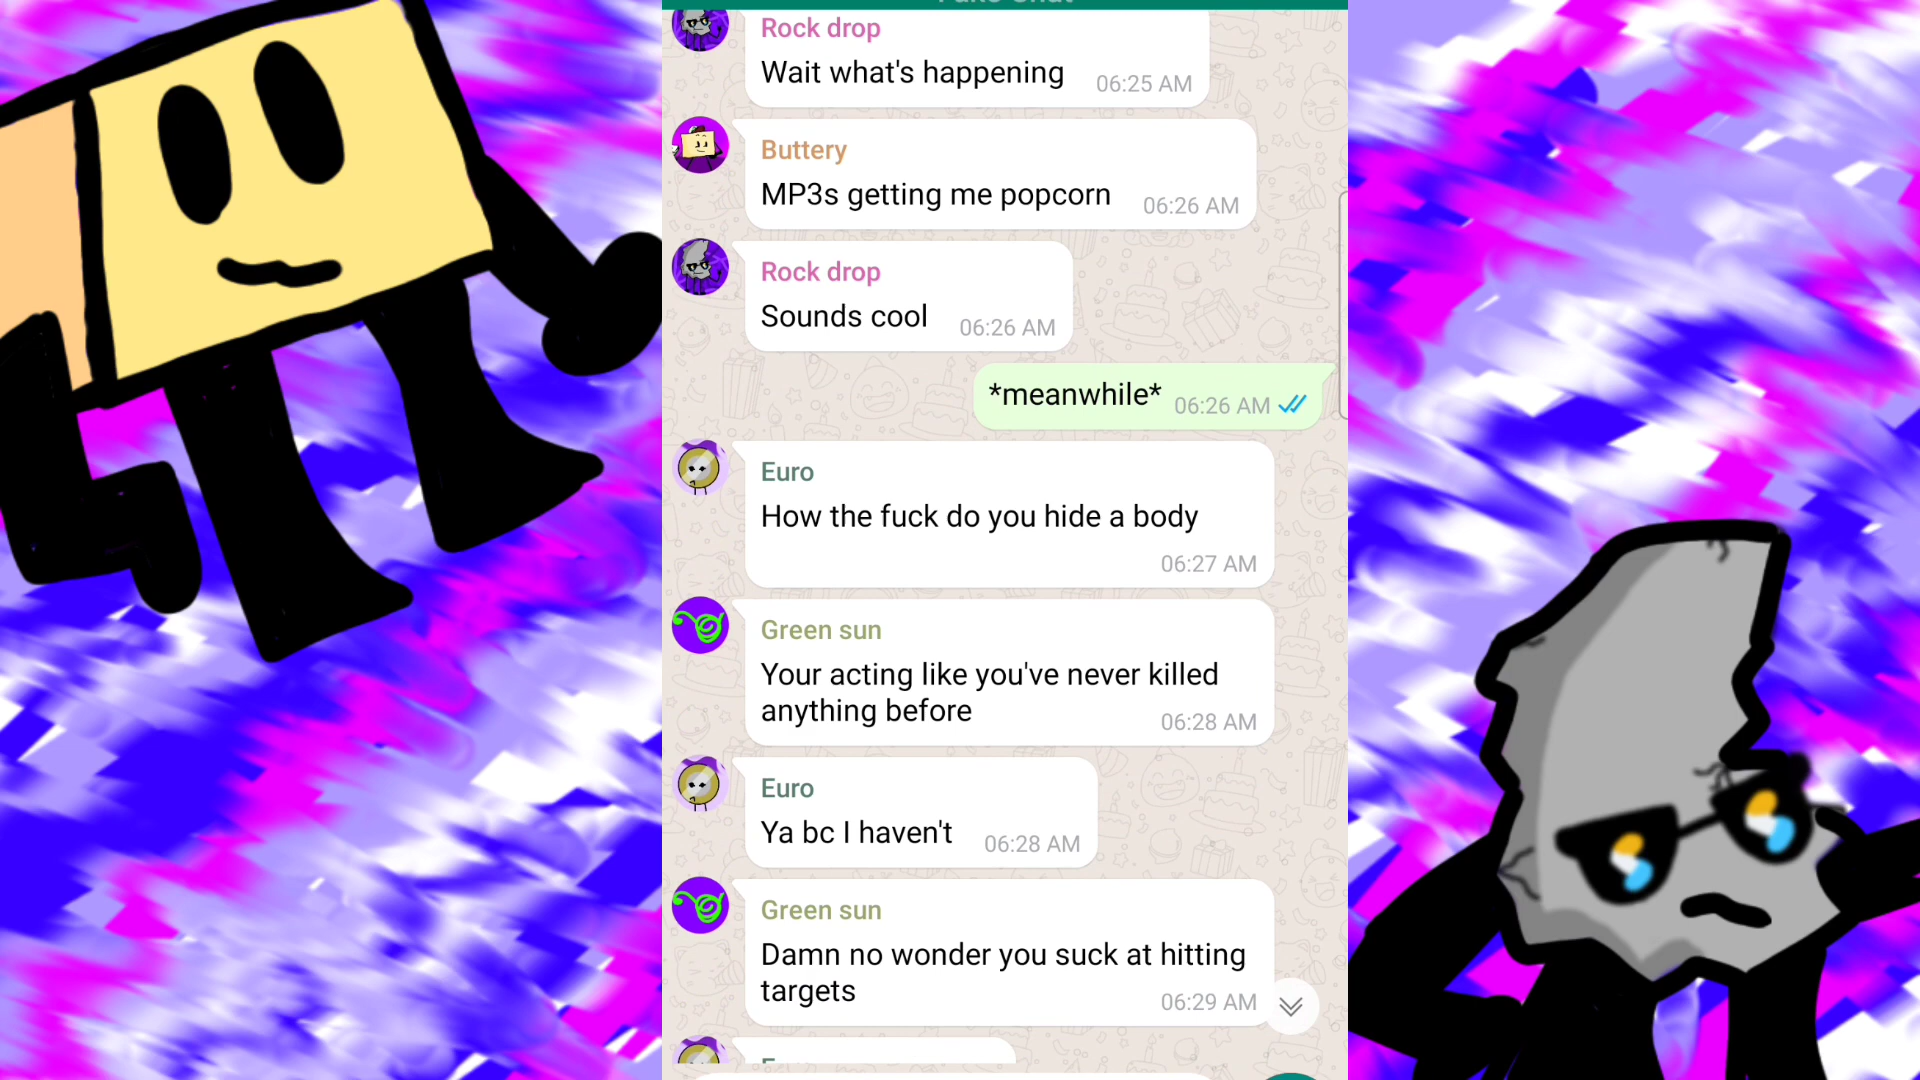 Rock drop
Wait what's happening 06:25 AM
Buttery
MP3s getting me popcorn 06:26 AM
Rock drop
Sounds cool 06:26 AM
*meanwhile* 06:26 AM
Euro
How the fuck do you hide a body
06:27 AM
Green sun
Your acting like you've never killed
anything before 06:28 AM
Euro
Ya bc I haven't 06:28 AM
Green sun
Damn no wonder you suck at hitting
targets 06:29 AM